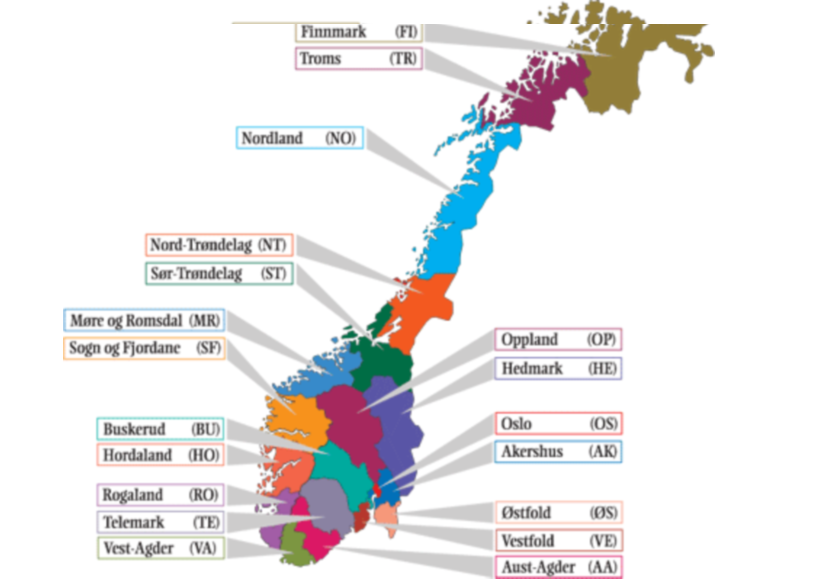 Finnmark (FI)
Troms (TR)
Nordland (NO)
Nord-Trøndelag (NT)
Sør-Trøndelag (ST)
Møre og Romsdal (MR)
Sogn og Fjordane (SF)
Oppland (OP)
Hedmark (HE)
Buskerud (BU)
Hordaland (HO)
Oslo (OS)
Akershus (AK)
Rogaland (RO)
Telemark (TE)
Vest-Agder (VA)
Østfold (ØS)
Vestfold (VE)
Aust-Agder (AA)